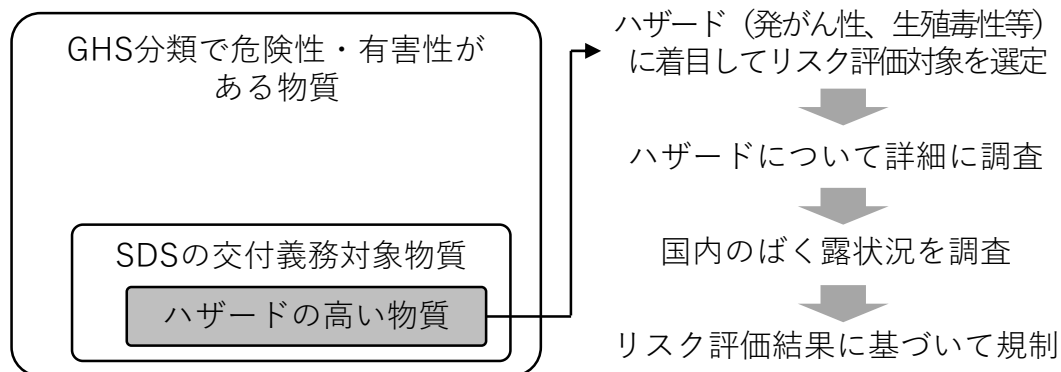 GHS分類で危険性・有害性が
ある物質
SDSの交付義務対象物質
ハザードの高い物質
ハザード（発がん性、生殖毒性等）
に着目してリスク評価対象を選定
ハザードについて詳細に調査
国内のばく露状況を調査
リスク評価結果に基づいて規制